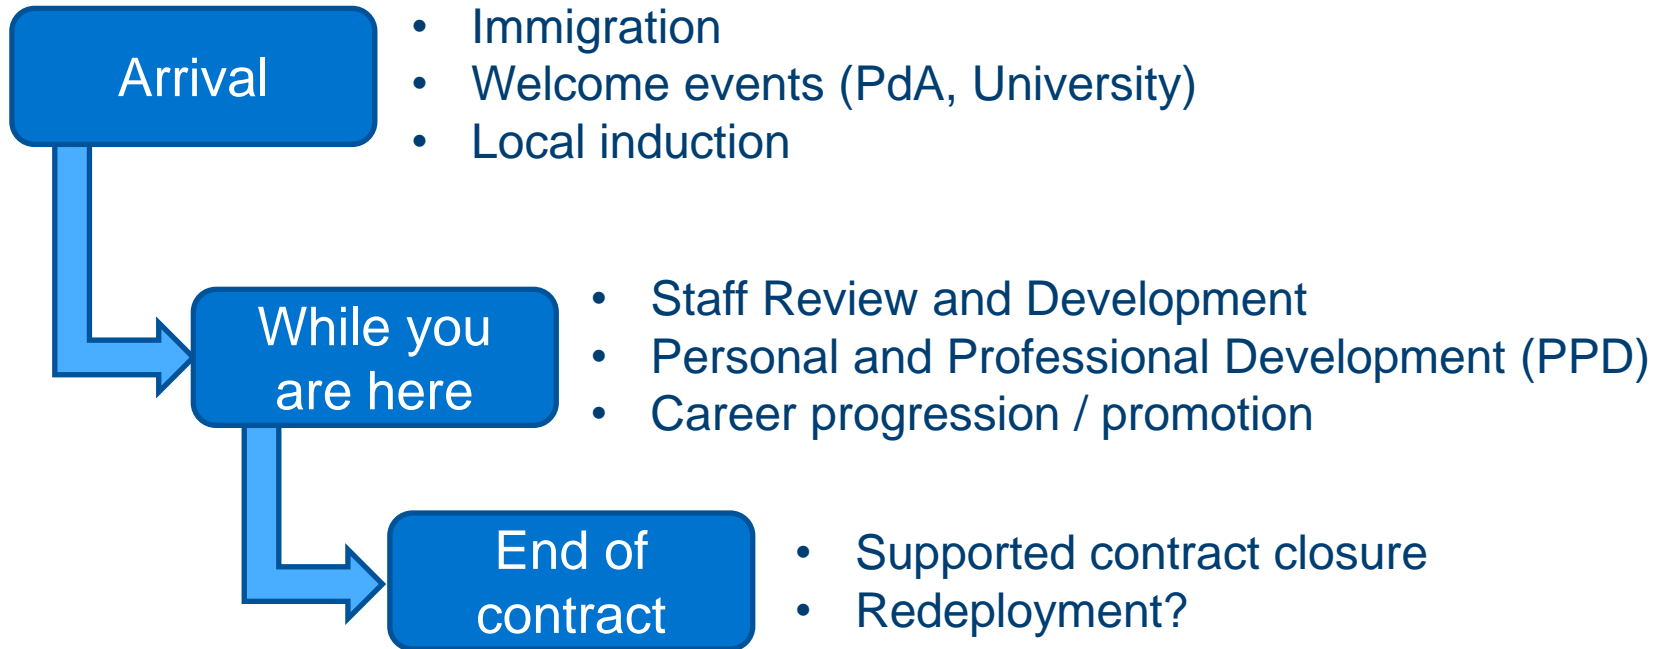 Arrival
• Immigration
• Welcome events (PdA, University)
• Local induction
While you
are here
• Staff Review and Development
• Personal and Professional Development (PPD)
• Career progression / promotion
End of
contract
• Supported contract closure
• Redeployment?